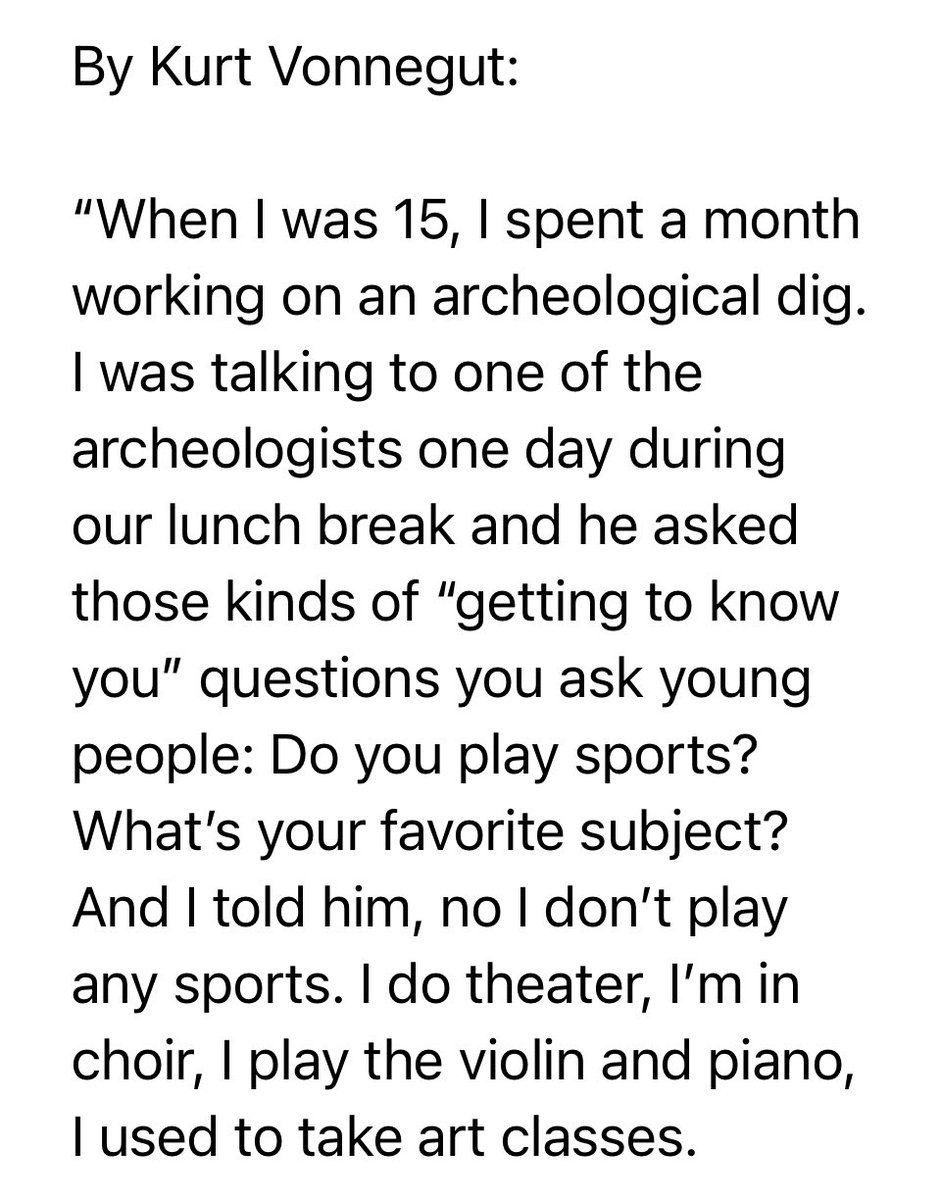 By Kurt Vonnegut:
“When I was 15, I spent a month
working on an archeological dig.
I was talking to one of the
archeologists one day during
our lunch break and he asked
those kinds of “getting to know
you” questions you ask young
people: Do you play sports?
What’s your favorite subject?
And I told him, no I don’t play
any sports. I do theater, I’m in
choir, I play the violin and piano,
I used to take art classes.